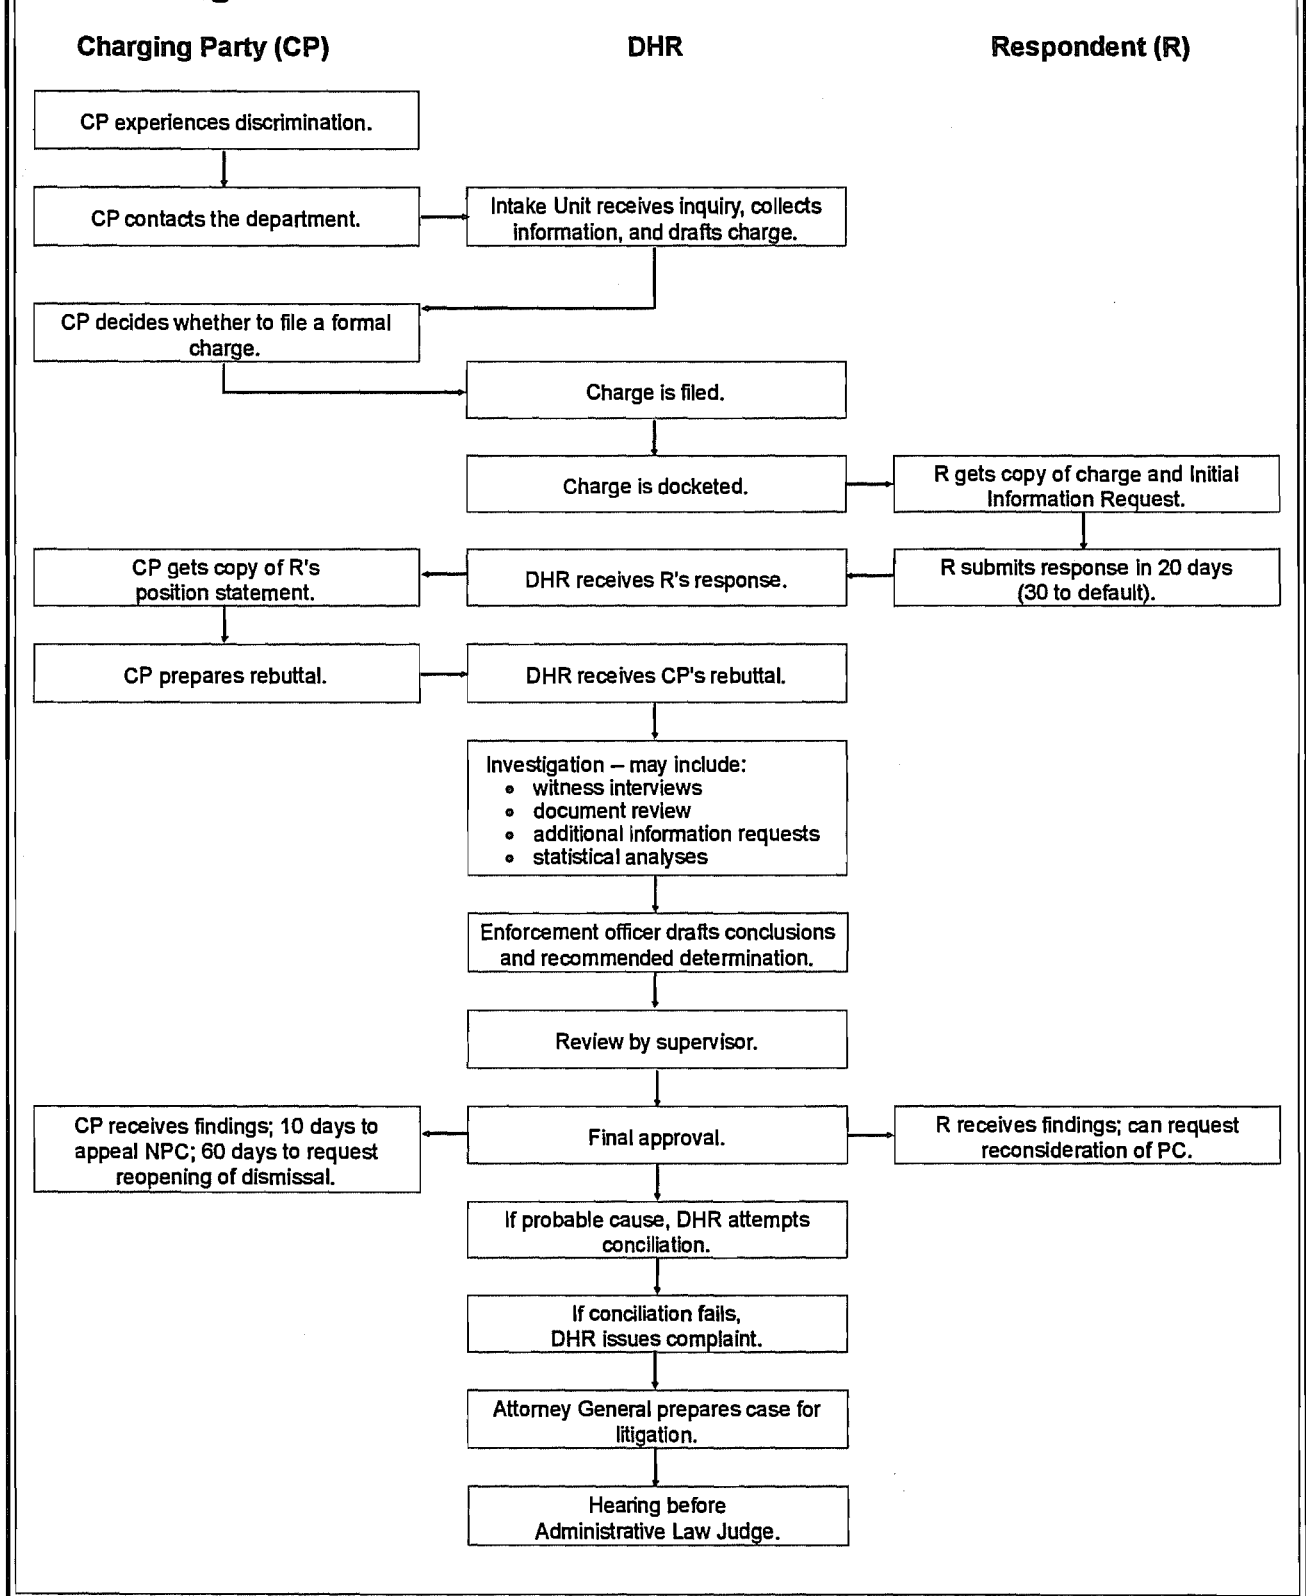 Charging Party (CP)
DHR
Respondent (R)
CP experiences discrimination.
CP contacts the department.
Intake Unit receives inquiry, collects
information, and drafts charge.
CP decides whether to file a formal
charge.
Charge is filed.
Charge is docketed.
R gets copy of charge and Initial
Information Request.
CP gets copy of R's
position statement.
DHR receives R's response.
R submits response in 20 days
(30 to default).
CP prepares rebuttal.
DHR receives CP's rebuttal.
Investigation – may include:
• witness interviews
• document review
• additional information requests
• statistical analyses
Enforcement officer drafts conclusions
and recommended determination.
Review by supervisor.
CP receives findings; 10 days to
appeal NPC; 60 days to request
reopening of dismissal.
Final approval.
R receives findings; can request
reconsideration of PC.
If probable cause, DHR attempts
conciliation.
If conciliation fails,
DHR issues complaint.
Attorney General prepares case for
litigation.
Hearing before
Administrative Law Judge.